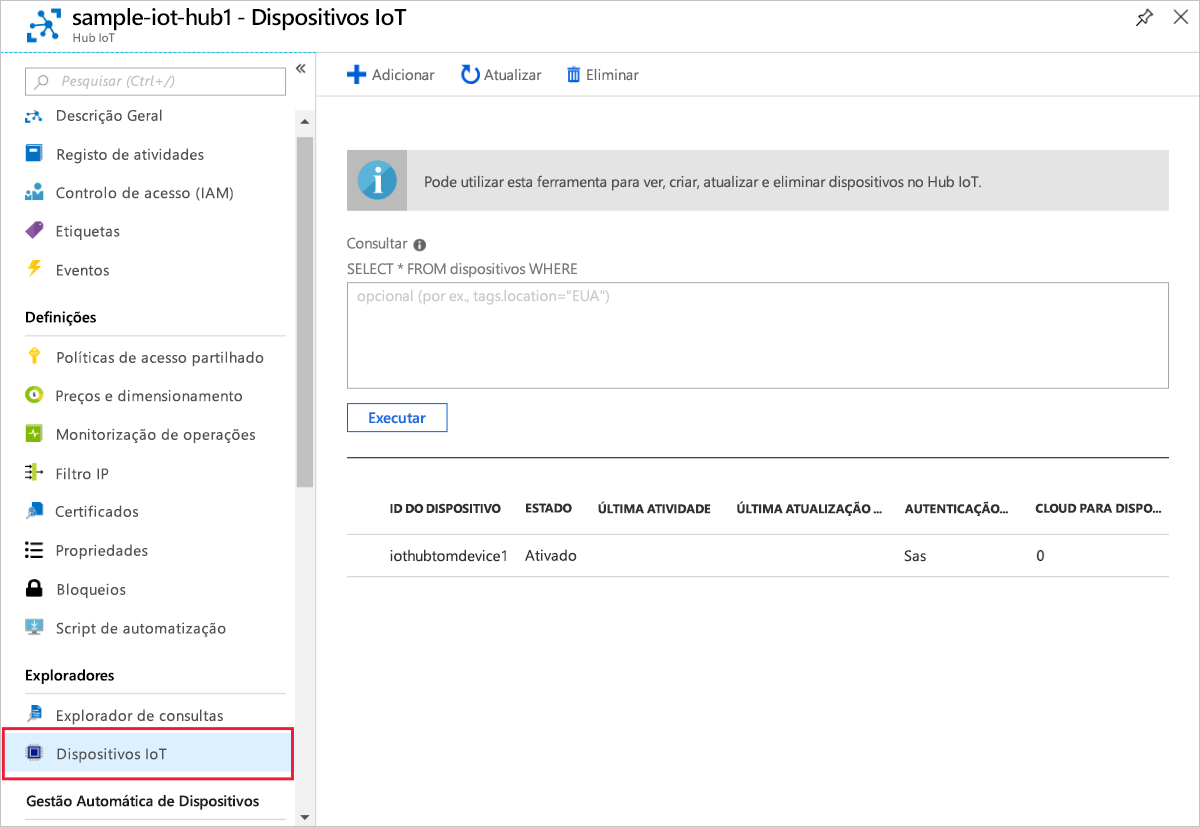 sample-iot-hub1 - Dispositivos IoT
Hub IoT
Pesquisar (Ctrl+/)
Descrição Geral
Registo de atividades
Controlo de acesso (IAM)
Etiquetas
Eventos
Definições
Políticas de acesso partilhado
Preços e dimensionamento
Monitorização de operações
Filtro IP
Certificados
Propriedades
Bloqueios
Script de automatização
Exploradores
Explorador de consultas
Dispositivos IoT
Gestão Automática de Dispositivos
Adicionar Atualizar Eliminar
Pode utilizar esta ferramenta para ver, criar, atualizar e eliminar dispositivos no Hub IoT.
Consultar
SELECT * FROM dispositivos WHERE
opcional (por ex., tags.location="EUA")
Executar
ID DO DISPOSITIVO ESTADO ÚLTIMA ATIVIDADE ÚLTIMA ATUALIZAÇÃO ... AUTENTICAÇÃO... CLOUD PARA DISPO...
iothubtomdevice1 Ativado Sas 0